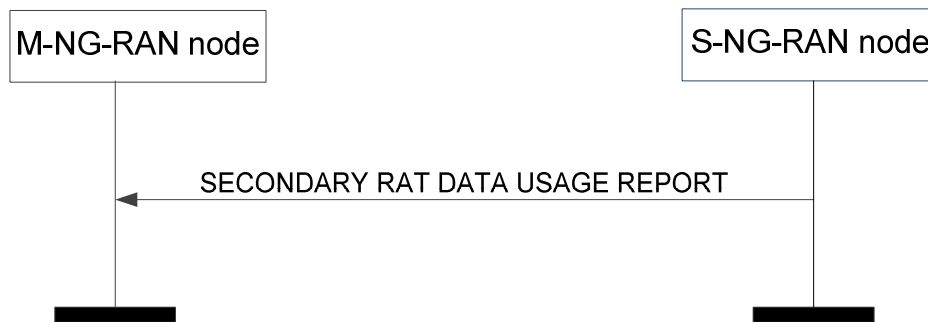 M-NG-RAN node
S-NG-RAN node
SECONDARY RAT DATA USAGE REPORT